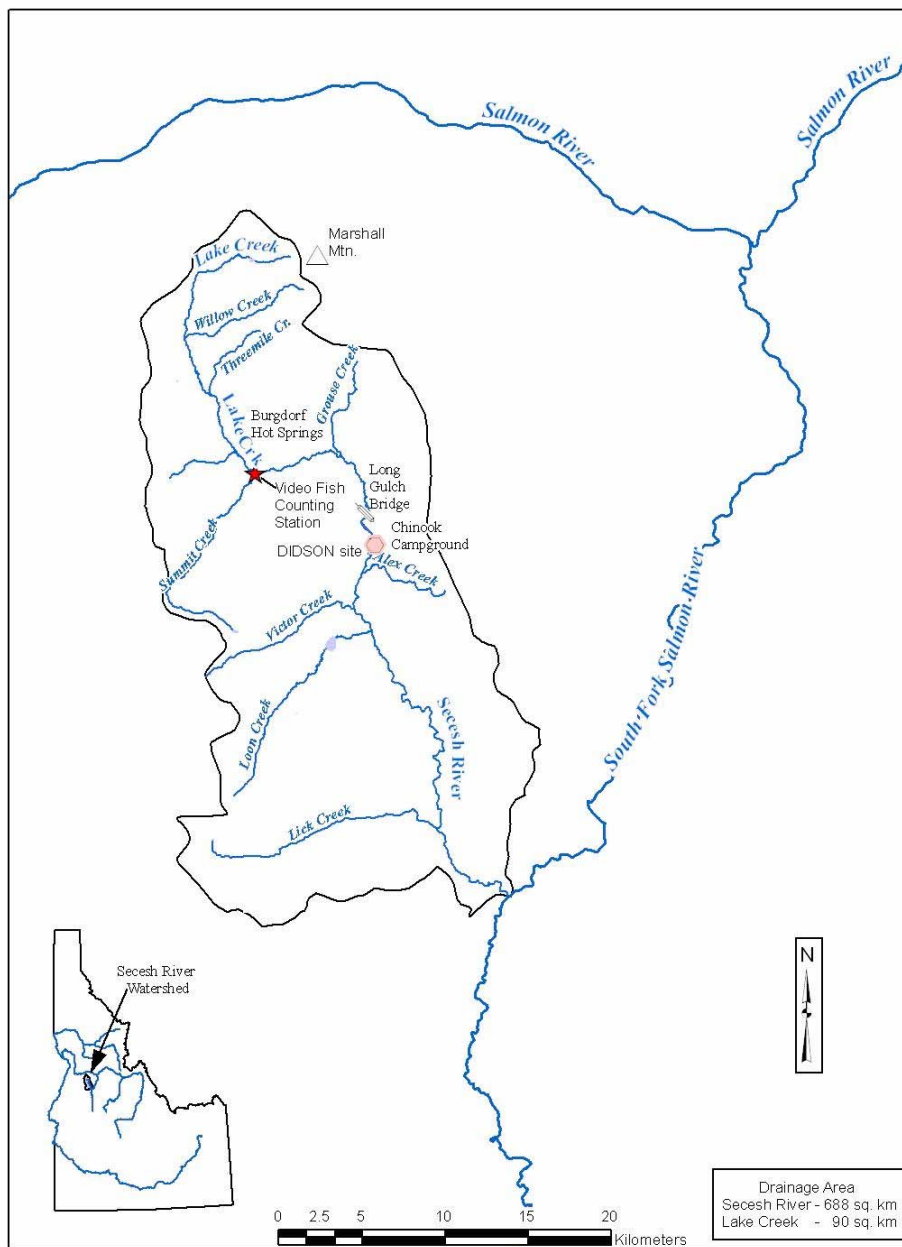 Salmon River
Salmon River
Marshall
Mtn.
Lake Creek
Willow Creek
Threemile Cr.
Grouse Creek
Lake Crk
Burgdorf
Hot Springs
Long
Gulch
Bridge
Video Fish
Counting
Station
Chinook
Campground
DIDSON site
Summit Creek
Alex Creek
Victor Creek
South Fork Salmon River
Loon Creek
Secesh River
Lick Creek
Secesh River
Watershed
N
Drainage Area
Secesh River - 688 sq. km
Lake Creek - 90 sq. km
0 2.5 5 10 15 20
Kilometers